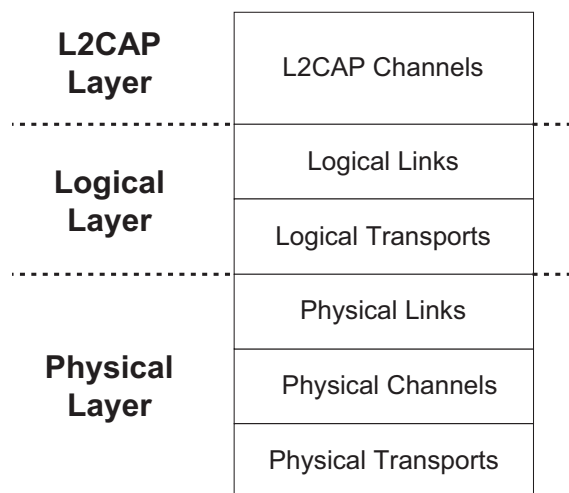 L2CAP
Layer
L2CAP Channels
Logical
Layer
Logical Links
Logical Transports
Physical
Layer
Physical Links
Physical Channels
Physical Transports